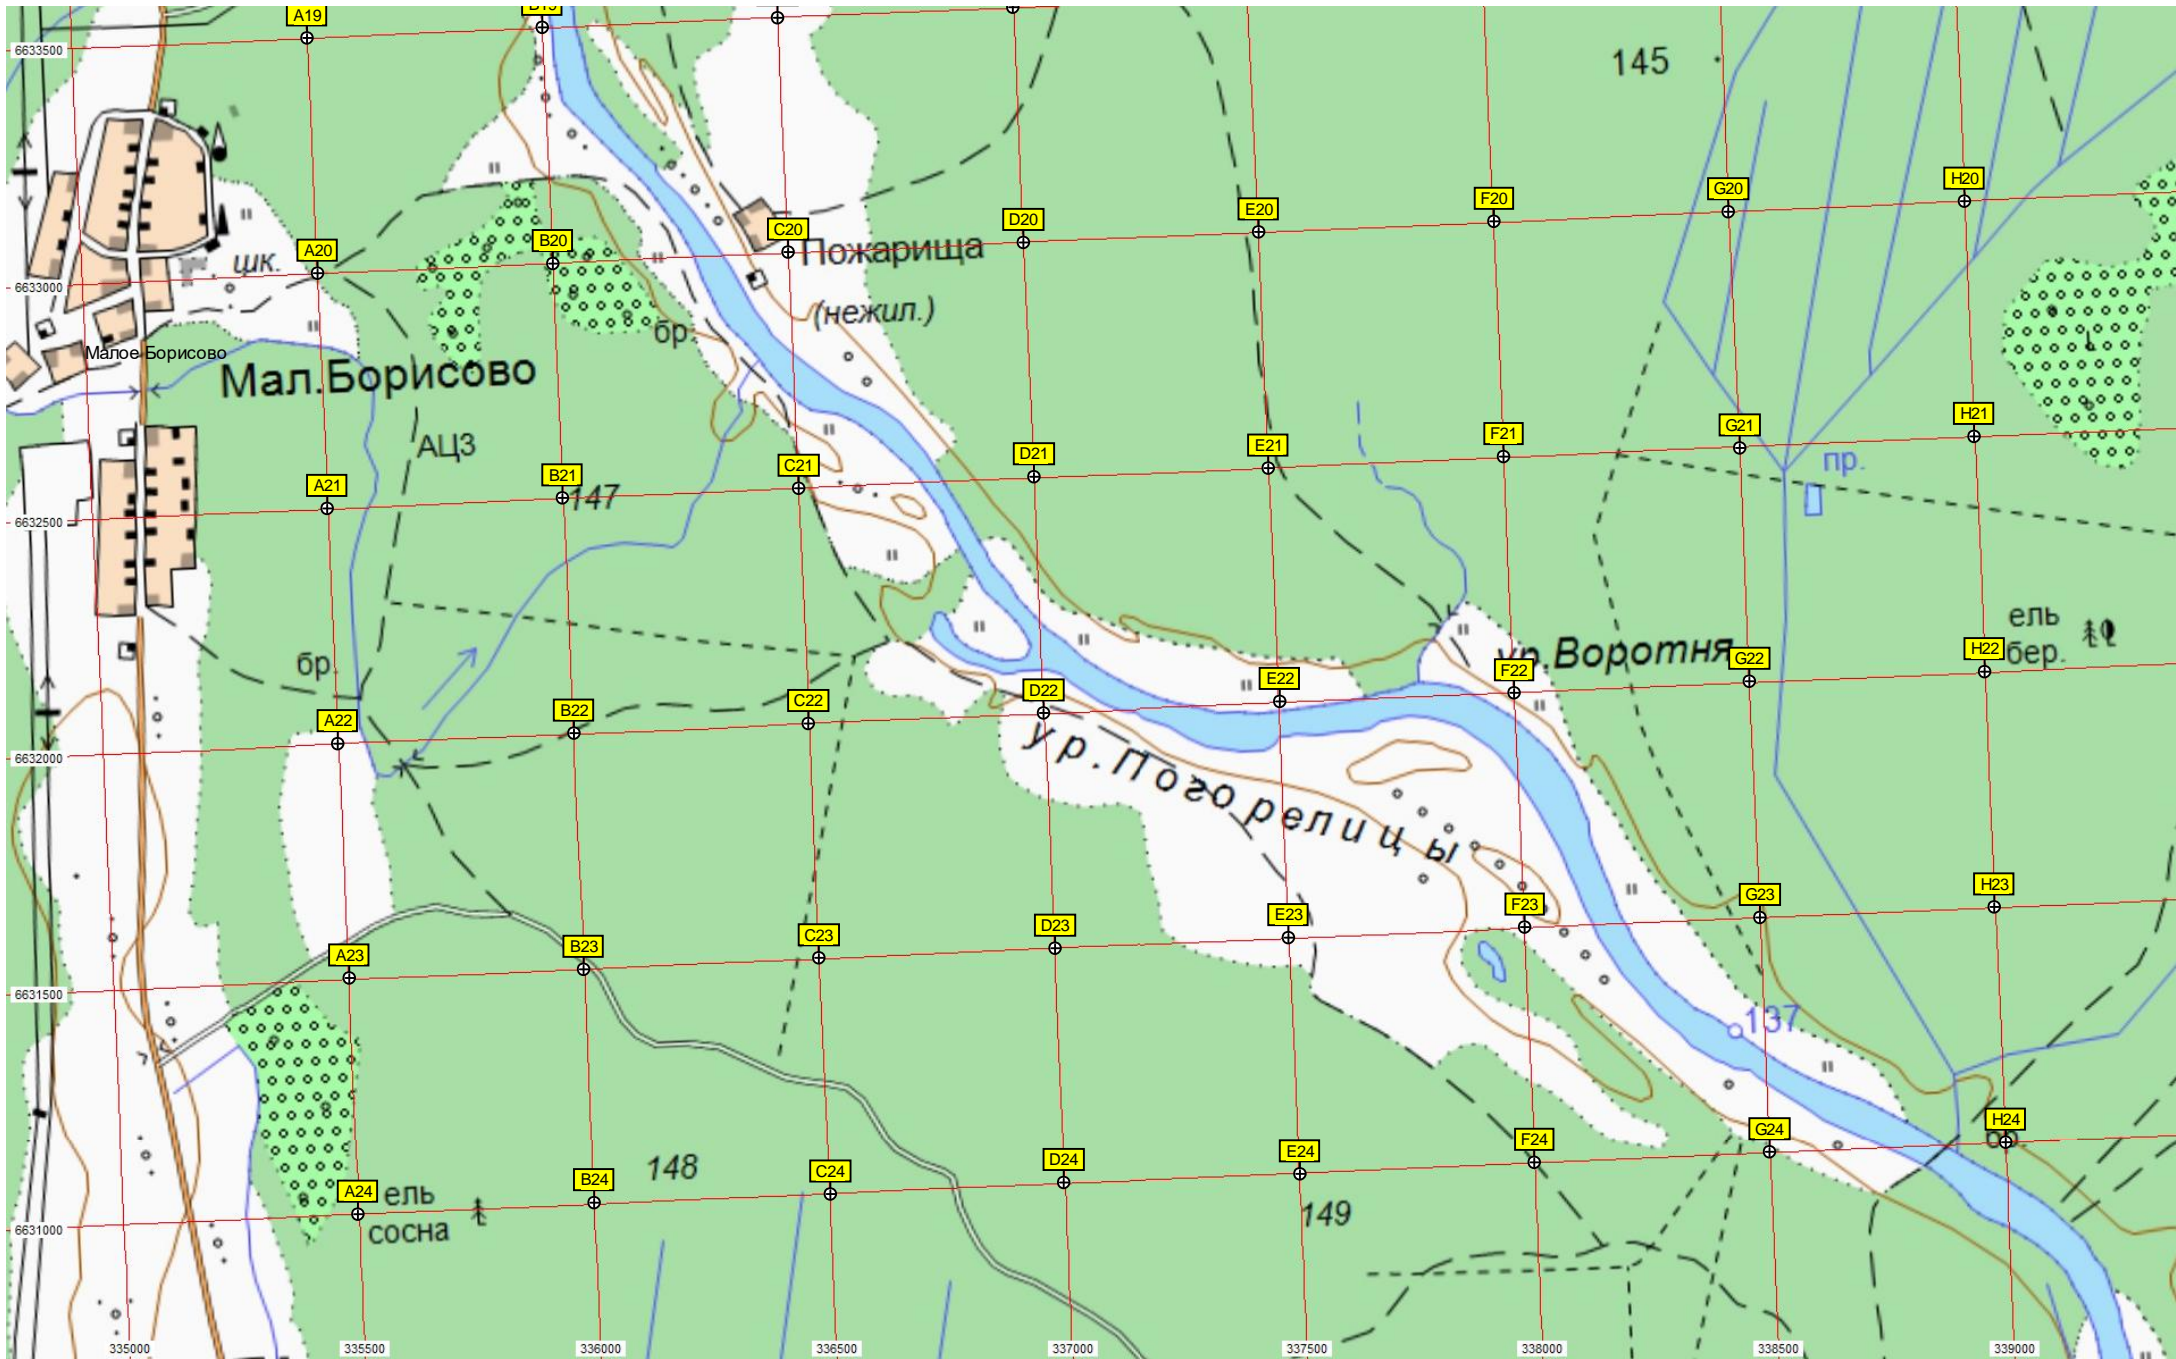 A19
B19
6633500
145
A20
B20
C20
D20
E20
F20
G20
H20
шк.
Пожарища
(нежил.)
6633000
бр.
Малое Борисово
Мал.Борисово
АЦЗ
пр.
A21
B21
C21
D21
E21
F21
G21
H21
147
6632500
ель
бер.
ур.Воротня
бр.
A22
B22
C22
D22
E22
F22
G22
H22
6632000
ур.Погорелицы
A23
B23
C23
D23
E23
F23
G23
H23
6631500
137
A24
B24
C24
D24
E24
F24
G24
H24
бр.
148
149
ель
сосна
6631000
335000
335500
336000
336500
337000
337500
338000
338500
339000